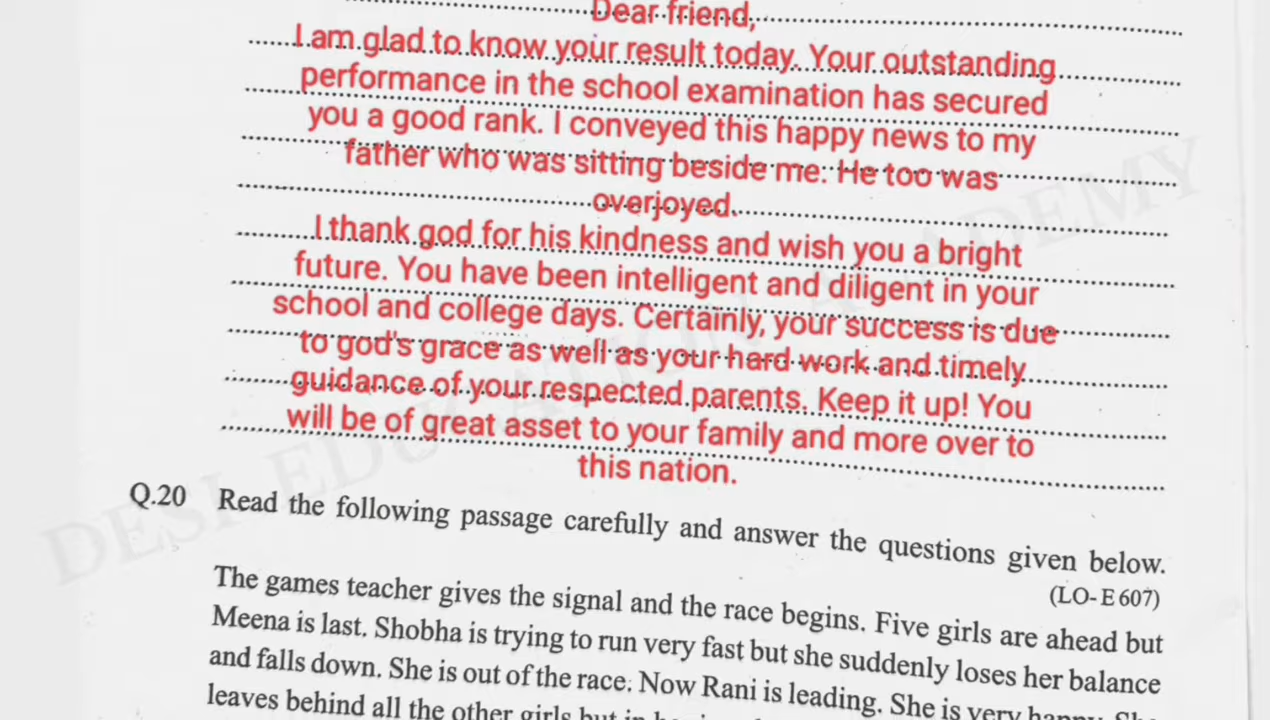 Dear friend,
I am glad to know your result today. Your outstanding
performance in the school examination has secured
you a good rank. I conveyed this happy news to my
father who was sitting beside me. He too was
overjoyed.
I thank god for his kindness and wish you a bright
future. You have been intelligent and diligent in your
school and college days. Certainly, your success is due
to god's grace as well as your hard work and timely
guidance of your respected parents. Keep it up! You
will be of great asset to your family and more over to
this nation.
Q.20 Read the following passage carefully and answer the questions given below.
(LO- E 607)
The games teacher gives the signal and the race begins. Five girls are ahead but
Meena is last. Shobha is trying to run very fast but she suddenly loses her balance
and falls down. She is out of the race. Now Rani is leading. She is very happy. She
leaves behind all the other girls but in
DESI EDUCATION ACADEMY